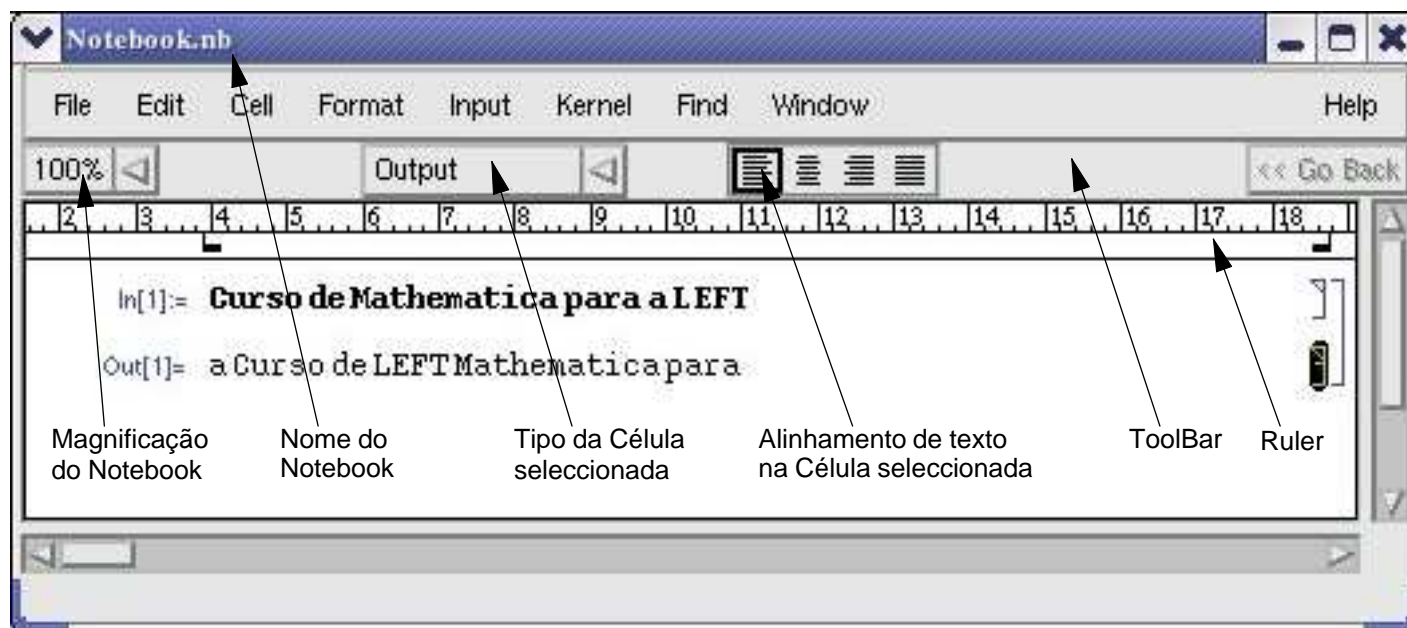 Notebook.nb
File Edit Cell Format Input Kernel Find Window Help
100% Output << Go Back
2 3 4 5 6 7 8 9 10 11 12 13 14 15 16 17 18
In[1]:= Curso de Mathematica para a LEFT
Out[1]= a Curso de LEFT Mathematica para
Magnificação
do Notebook
Nome do
Notebook
Tipo da Célula
seleccionada
Alinhamento de texto
na Célula seleccionada
ToolBar
Ruler